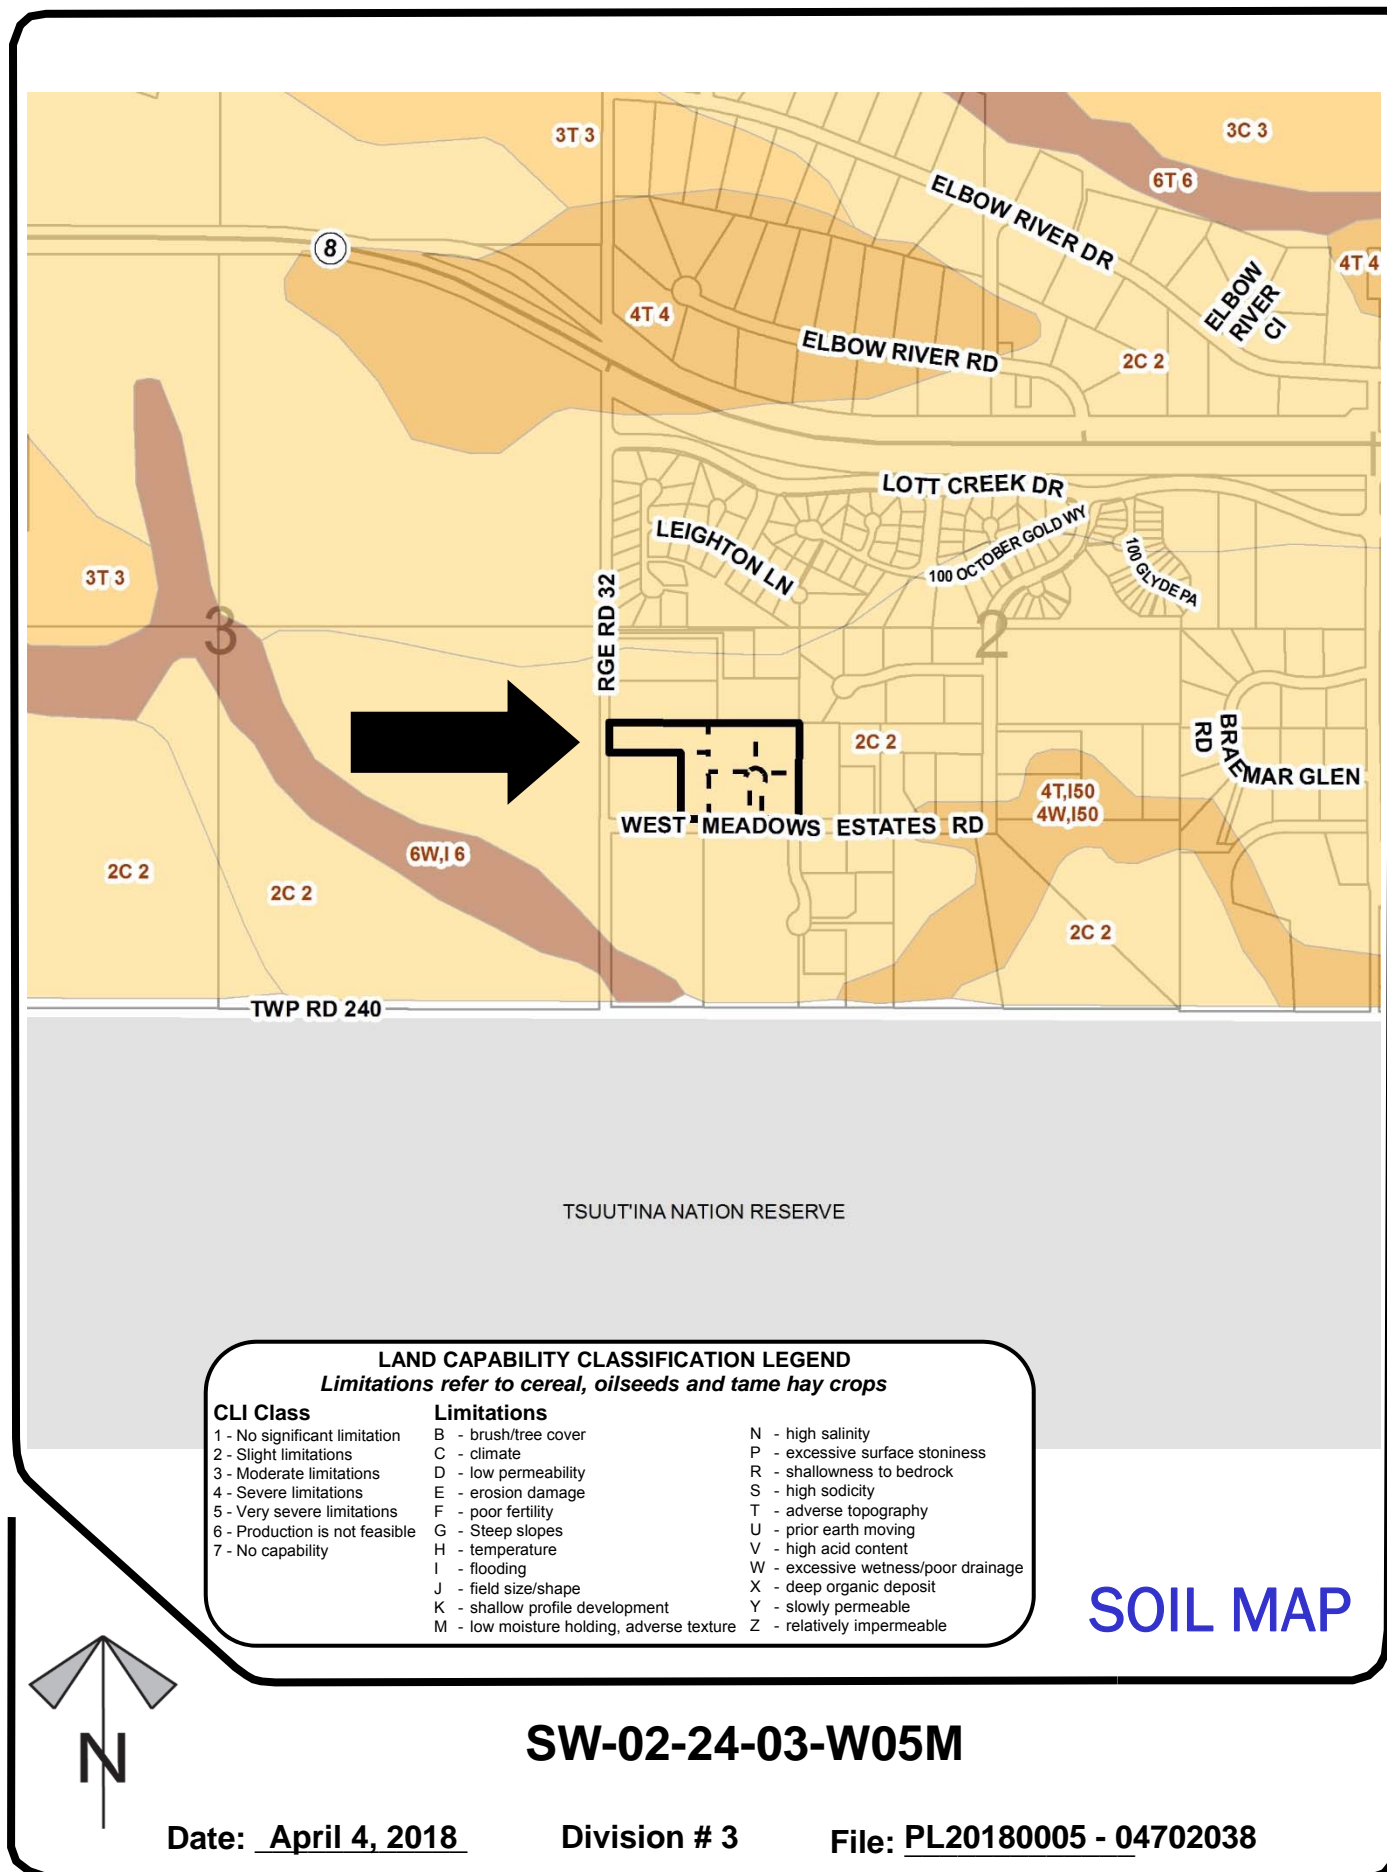 3T 3
3C 3
6T 6
ELBOW RIVER DR
8
4T 4
ELBOW
RIVER
CI
4T 4
ELBOW RIVER RD
2C 2
LOTT CREEK DR
LEIGHTON LN
100 OCTOBER GOLD WY
100 GLYDE PA
3T 3
RGE RD 32
3
2
2C 2
BRAEMAR GLEN
RD
4T,I50
4W,I50
WEST MEADOWS ESTATES RD
6W,I 6
2C 2
2C 2
2C 2
TWP RD 240
TSUUT'INA NATION RESERVE
LAND CAPABILITY CLASSIFICATION LEGEND
Limitations refer to cereal, oilseeds and tame hay crops
CLI Class
1 - No significant limitation
2 - Slight limitations
3 - Moderate limitations
4 - Severe limitations
5 - Very severe limitations
6 - Production is not feasible
7 - No capability
Limitations
B - brush/tree cover
C - climate
D - low permeability
E - erosion damage
F - poor fertility
G - Steep slopes
H - temperature
I - flooding
J - field size/shape
K - shallow profile development
M - low moisture holding, adverse texture
N - high salinity
P - excessive surface stoniness
R - shallowness to bedrock
S - high sodicity
T - adverse topography
U - prior earth moving
V - high acid content
W - excessive wetness/poor drainage
X - deep organic deposit
Y - slowly permeable
Z - relatively impermeable
SOIL MAP
N
SW-02-24-03-W05M
Date: April 4, 2018 Division # 3 File: PL20180005 - 04702038